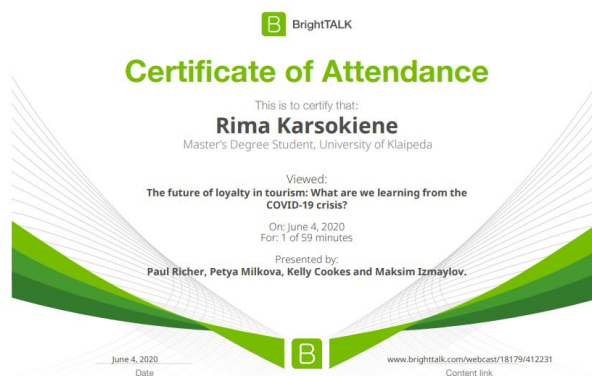 B BrightTALK
Certificate of Attendance
This is to certify that:
Rima Karsokiene
Master's Degree Student, University of Klaipeda
Viewed:
The future of loyalty in tourism: What are we learning from the
COVID-19 crisis?
On: June 4, 2020
For: 1 of 59 minutes
Presented by:
Paul Richer, Petya Milkova, Kelly Cookes and Maksim Izmaylov.
B
June 4, 2020
Date
www.brighttalk.com/webcast/18179/412231
Content link